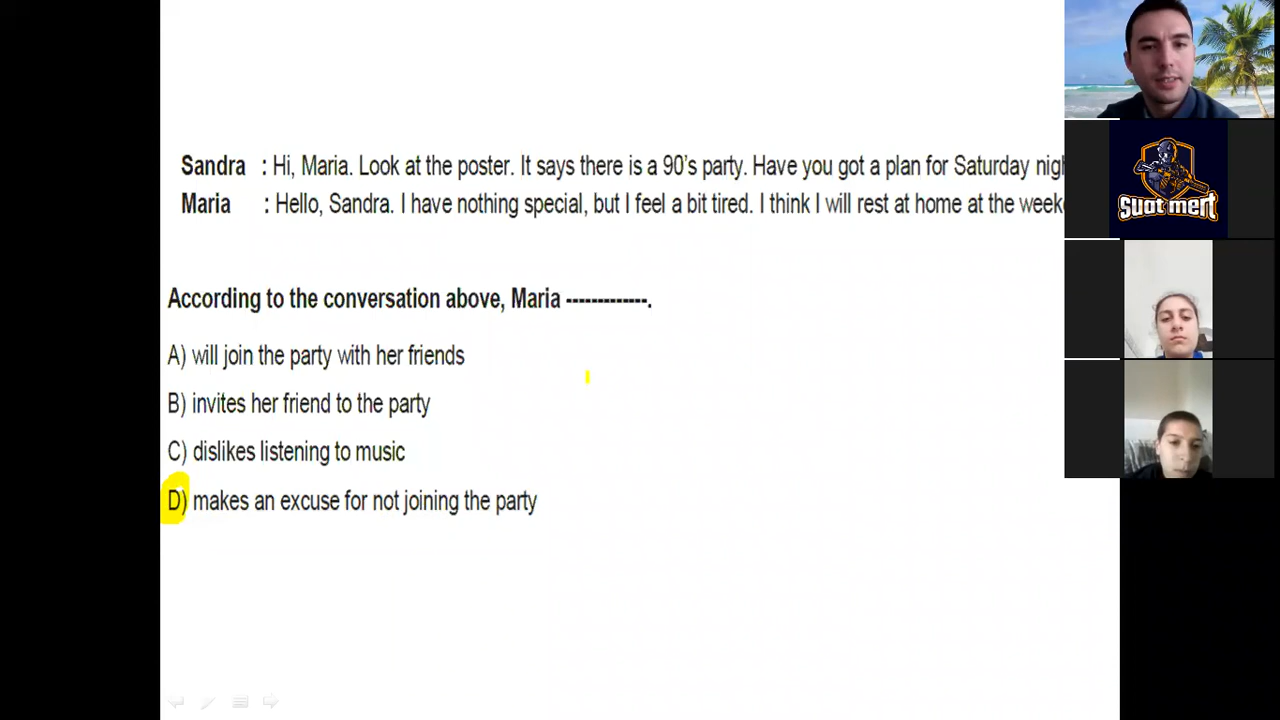 Sandra : Hi, Maria. Look at the poster. It says there is a 90's party. Have you got a plan for Saturday
Maria : Hello, Sandra. I have nothing special, but I feel a bit tired. I think I will rest at home at the
According to the conversation above, Maria -------------.
A) will join the party with her friends
B) invites her friend to the party
C) dislikes listening to music
D) makes an excuse for not joining the party
SUOT MERT